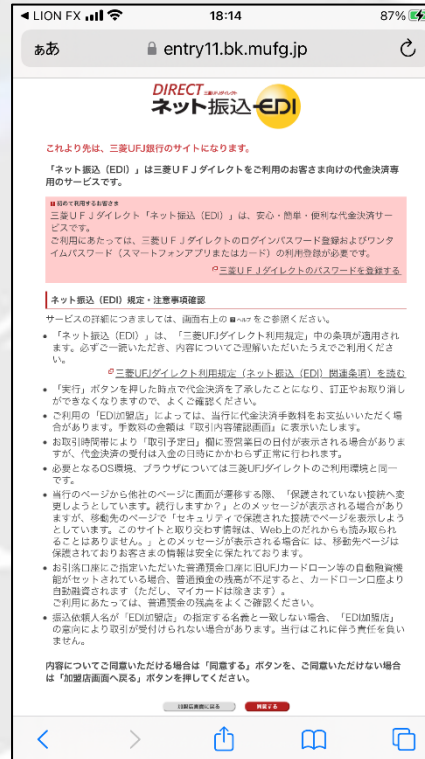 LION FX
18:14
87%
ああ
entry11.bk.mufg.jp
DIRECT 三菱UFJダイレクト
ネット振込 EDI
これより先は、三菱UFJ銀行のサイトになります。
「ネット振込（EDI）」は三菱ＵＦＪダイレクトをご利用のお客さま向けの代金決済専
用のサービスです。
初めて利用するお客さま
三菱ＵＦＪダイレクト「ネット振込（EDI）」は、安心・簡単・便利な代金決済サー
ビスです。
ご利用にあたっては、三菱ＵＦＪダイレクトのログインパスワード登録およびワンタ
イムパスワード（スマートフォンアプリまたはカード）の利用登録が必要です。
三菱ＵＦＪダイレクトのパスワードを登録する
ネット振込（EDI）規定・注意事項確認
サービスの詳細につきましては、画面右上の ヘルプ をご参照ください。
• 「ネット振込（EDI）」は、「三菱UFJダイレクト利用規定」中の条項が適用され
ます。必ずご一読いただき、内容についてご理解いただいたうえでご利用くださ
い。
三菱UFJダイレクト利用規定（ネット振込（EDI）関連条項）を読む
• 「実行」ボタンを押した時点で代金決済を了承したことになり、訂正やお取り消し
ができなくなりますので、よくご確認ください。
• ご利用の「EDI加盟店」によっては、当行に代金決済手数料をお支払いいただく場
合があります。手数料の金額は『取引内容確認画面』に表示いたします。
• お取引時間帯により「取引予定日」欄に翌営業日の日付が表示される場合がありま
すが、代金決済の受付は入金の日時にかかわらず正常に行われます。
• 必要となるOS環境、ブラウザについては三菱UFJダイレクトのご利用環境と同一
です。
• 当行のページから他社のページに画面が遷移する際、「保護されていない接続へ変
更しようとしています。続行しますか？」とのメッセージが表示される場合があり
ますが、移動先のページで「セキュリティで保護された接続でページを表示しよう
としています。このサイトと取り交わす情報は、Web上のだれからも読み取られ
ることはありません。」とのメッセージが表示される場合に は、移動先ページは
保護されておりお客さまの情報は安全に保たれております。
• お引落口座にご指定いただいた普通預金口座に旧UFJカードローン等の自動融資機
能がセットされている場合、普通預金の残高が不足すると、カードローン口座より
自動融資されます（ただし、マイカードは除きます）。
ご利用にあたっては、普通預金の残高をよくご確認ください。
• 振込依頼人名が「EDI加盟店」の指定する名義と一致しない場合、「EDI加盟店」
の意向により取引が受付けられない場合があります。当行はこれに伴う責任を負い
ません。
内容についてご同意いただける場合は「同意する」ボタンを、ご同意いただけない場合
は「加盟店画面へ戻る」ボタンを押してください。
加盟店画面に戻る
同意する